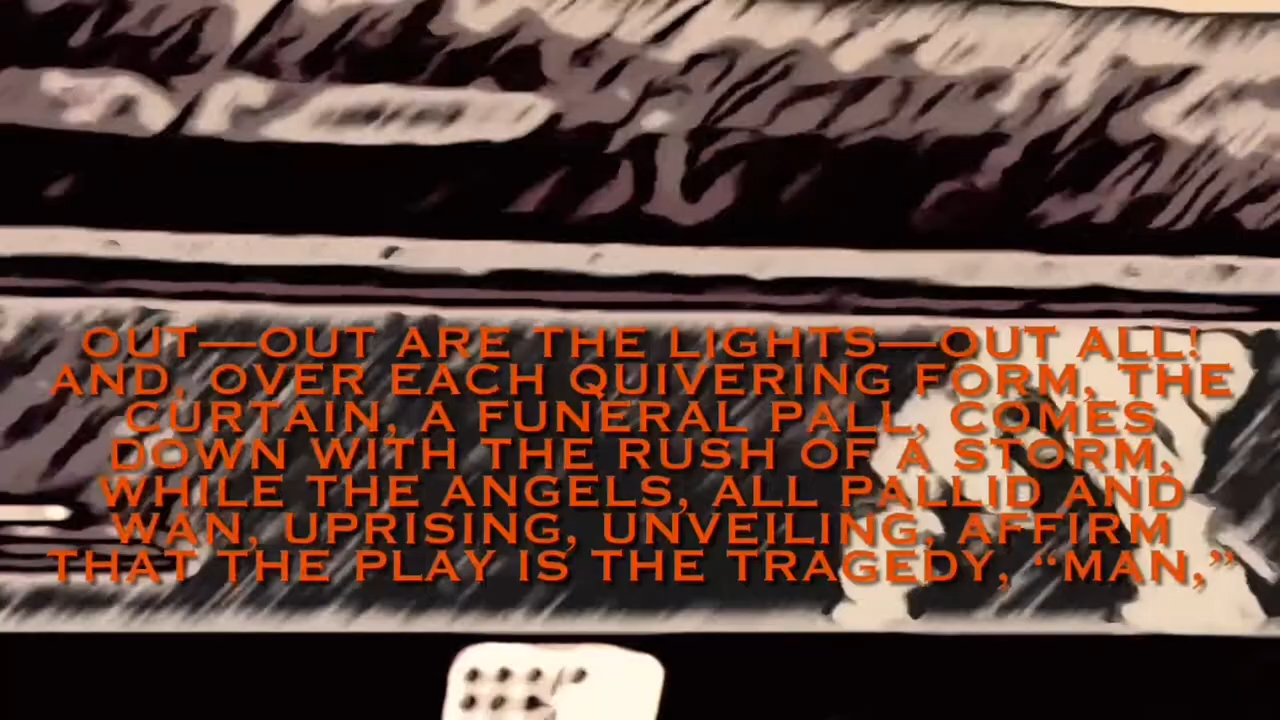 OUT—OUT ARE THE LIGHTS—OUT ALL!
AND, OVER EACH QUIVERING FORM, THE
CURTAIN, A FUNERAL PALL, COMES
DOWN WITH THE RUSH OF A STORM,
WHILE THE ANGELS, ALL PALLID AND
WAN, UPRISING, UNVEILING, AFFIRM
THAT THE PLAY IS THE TRAGEDY, “MAN,”